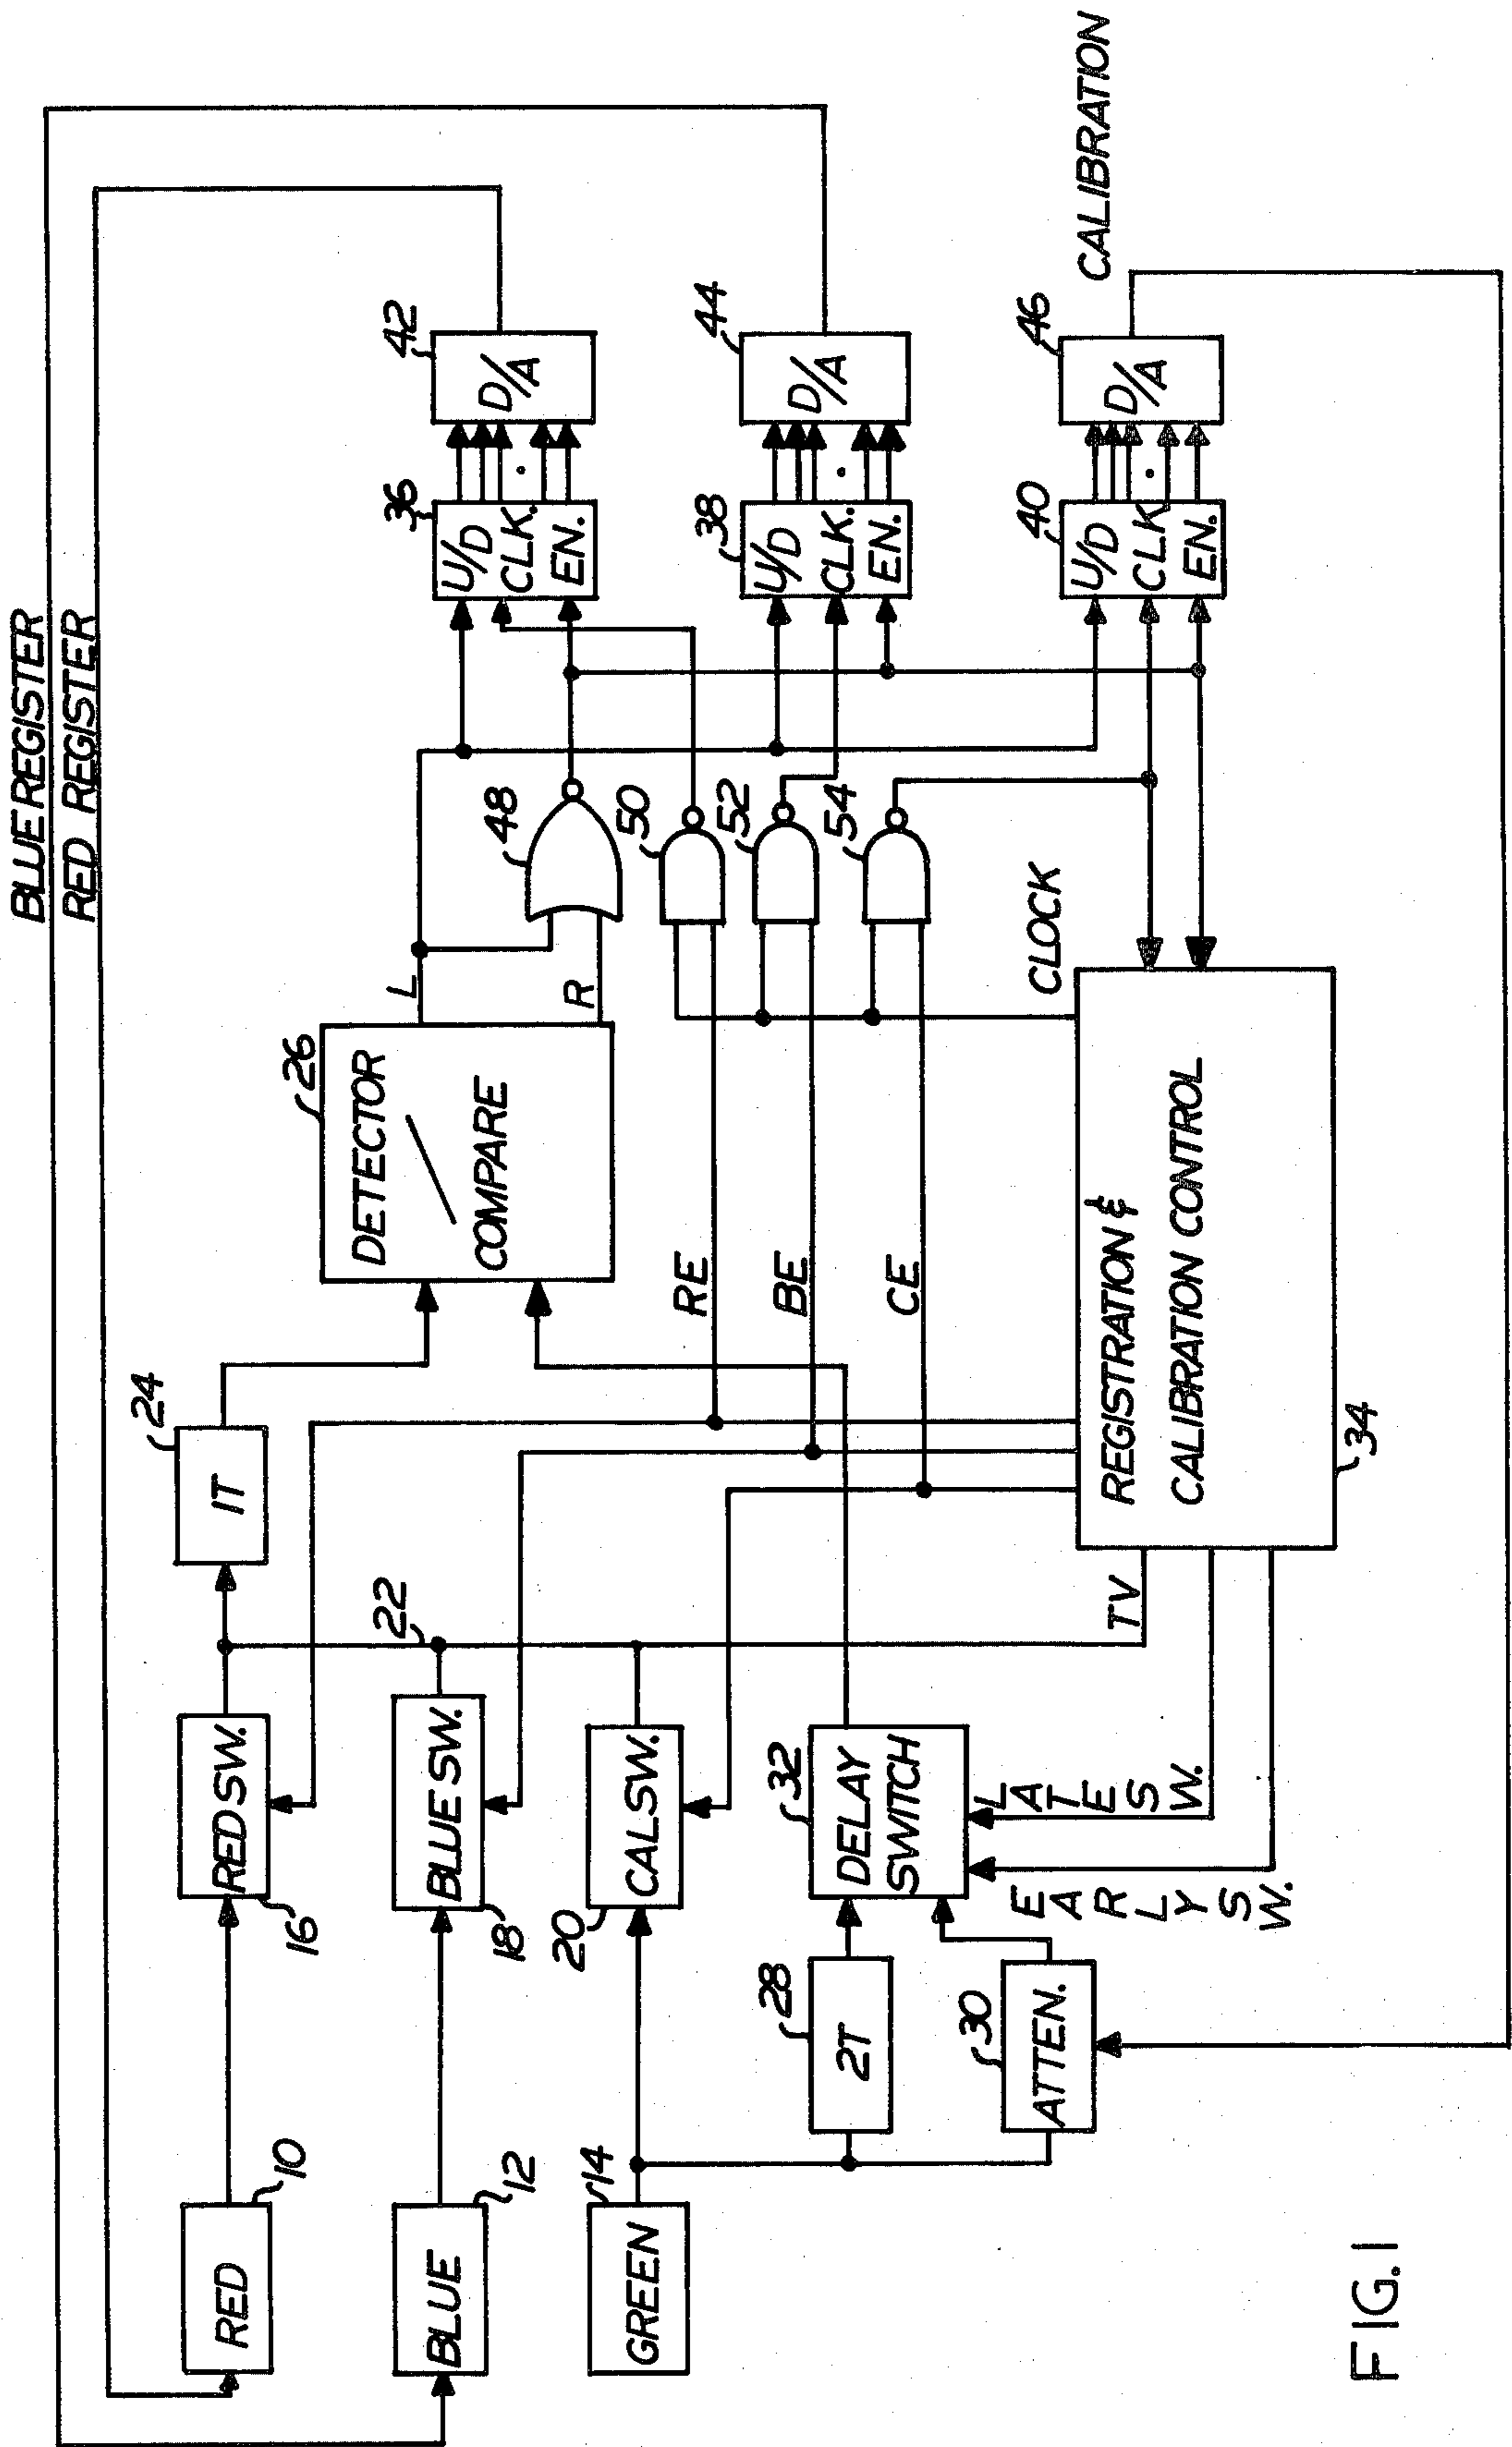 BLUE REGISTER
RED REGISTER
RED
10
RED SW.
16
1T
24
DETECTOR
/
COMPARE
26
L
R
48
36
U/D
CLK.
EN.
42
D/A
BLUE
12
BLUE SW.
18
22
RE
BE
CE
50
52
54
38
U/D
CLK.
EN.
44
D/A
GREEN
14
CAL SW.
20
28
2T
32
DELAY
SWITCH
30
ATTEN.
LATE SW.
EARLY SW.
TV
CLOCK
REGISTRATION &
CALIBRATION CONTROL
34
40
U/D
CLK.
EN.
46
D/A
CALIBRATION
FIG. 1